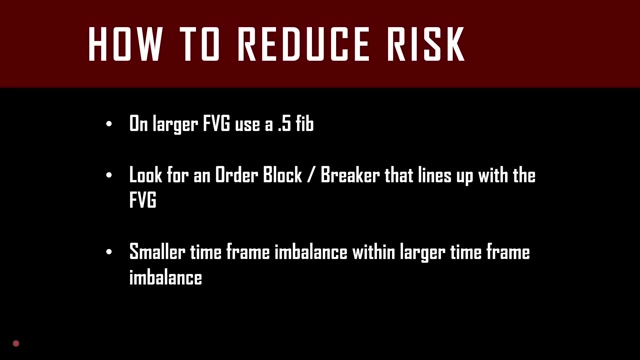 HOW TO REDUCE RISK
• On larger FVG use a .5 fib
• Look for an Order Block / Breaker that lines up with the
FVG
• Smaller time frame imbalance within larger time frame
imbalance